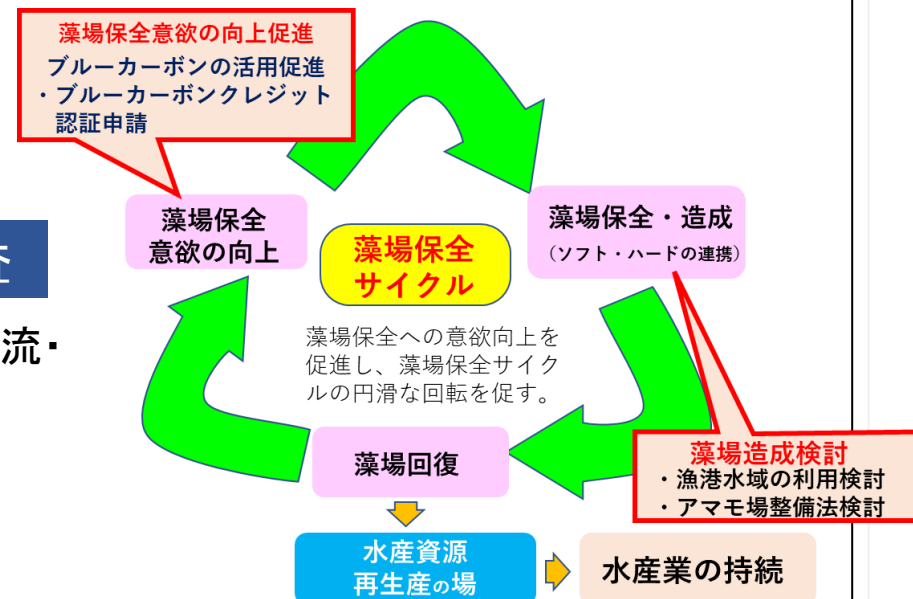 藻場保全意欲の向上促進
ブルーカーボンの活用促進
・ブルーカーボンクレジット
認証申請
藻場保全
意欲の向上
藻場保全・造成
（ソフト・ハードの連携）
藻場保全
サイクル
流・
藻場保全への意欲向上を
促進し、藻場保全サイク
ルの円滑な回転を促す。
藻場回復
藻場造成検討
・漁港水域の利用検討
・アマモ場整備法検討
水産資源
再生産の場
水産業の持続